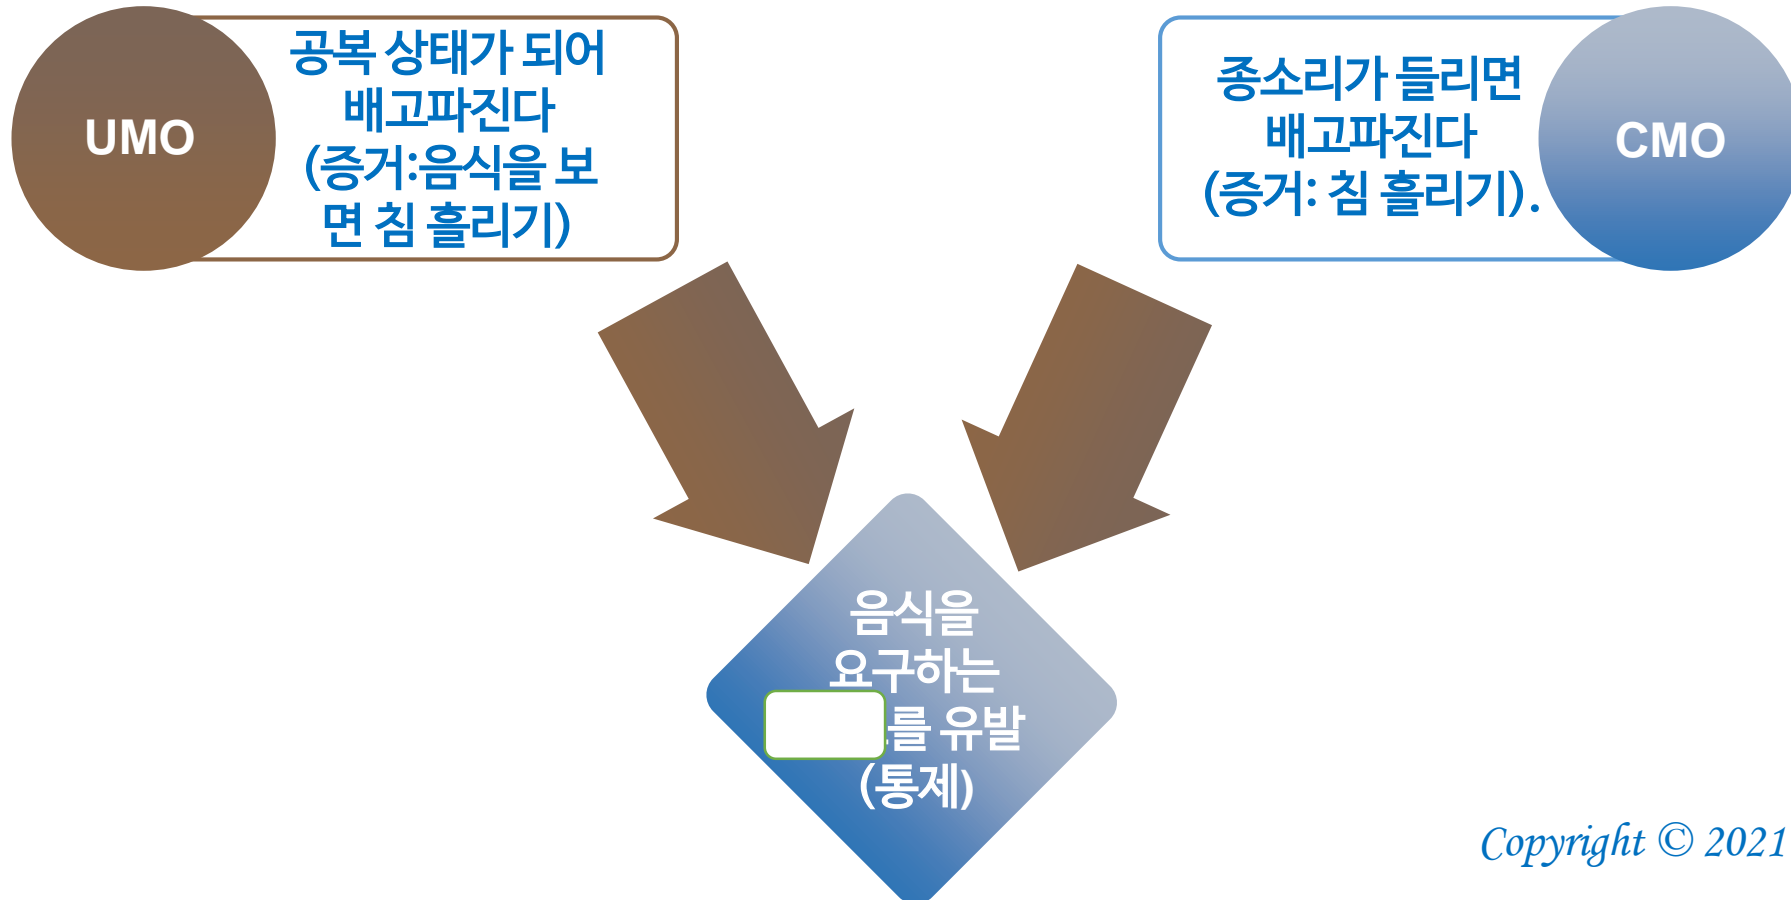 UMO
공복 상태가 되어
배고파진다
(증거:음식을 보
면 침 흘리기)
종소리가 들리면
배고파진다
(증거: 침 흘리기).
CMO
음식을
요구하는
를 유발
(통제)
Copyright © 2021